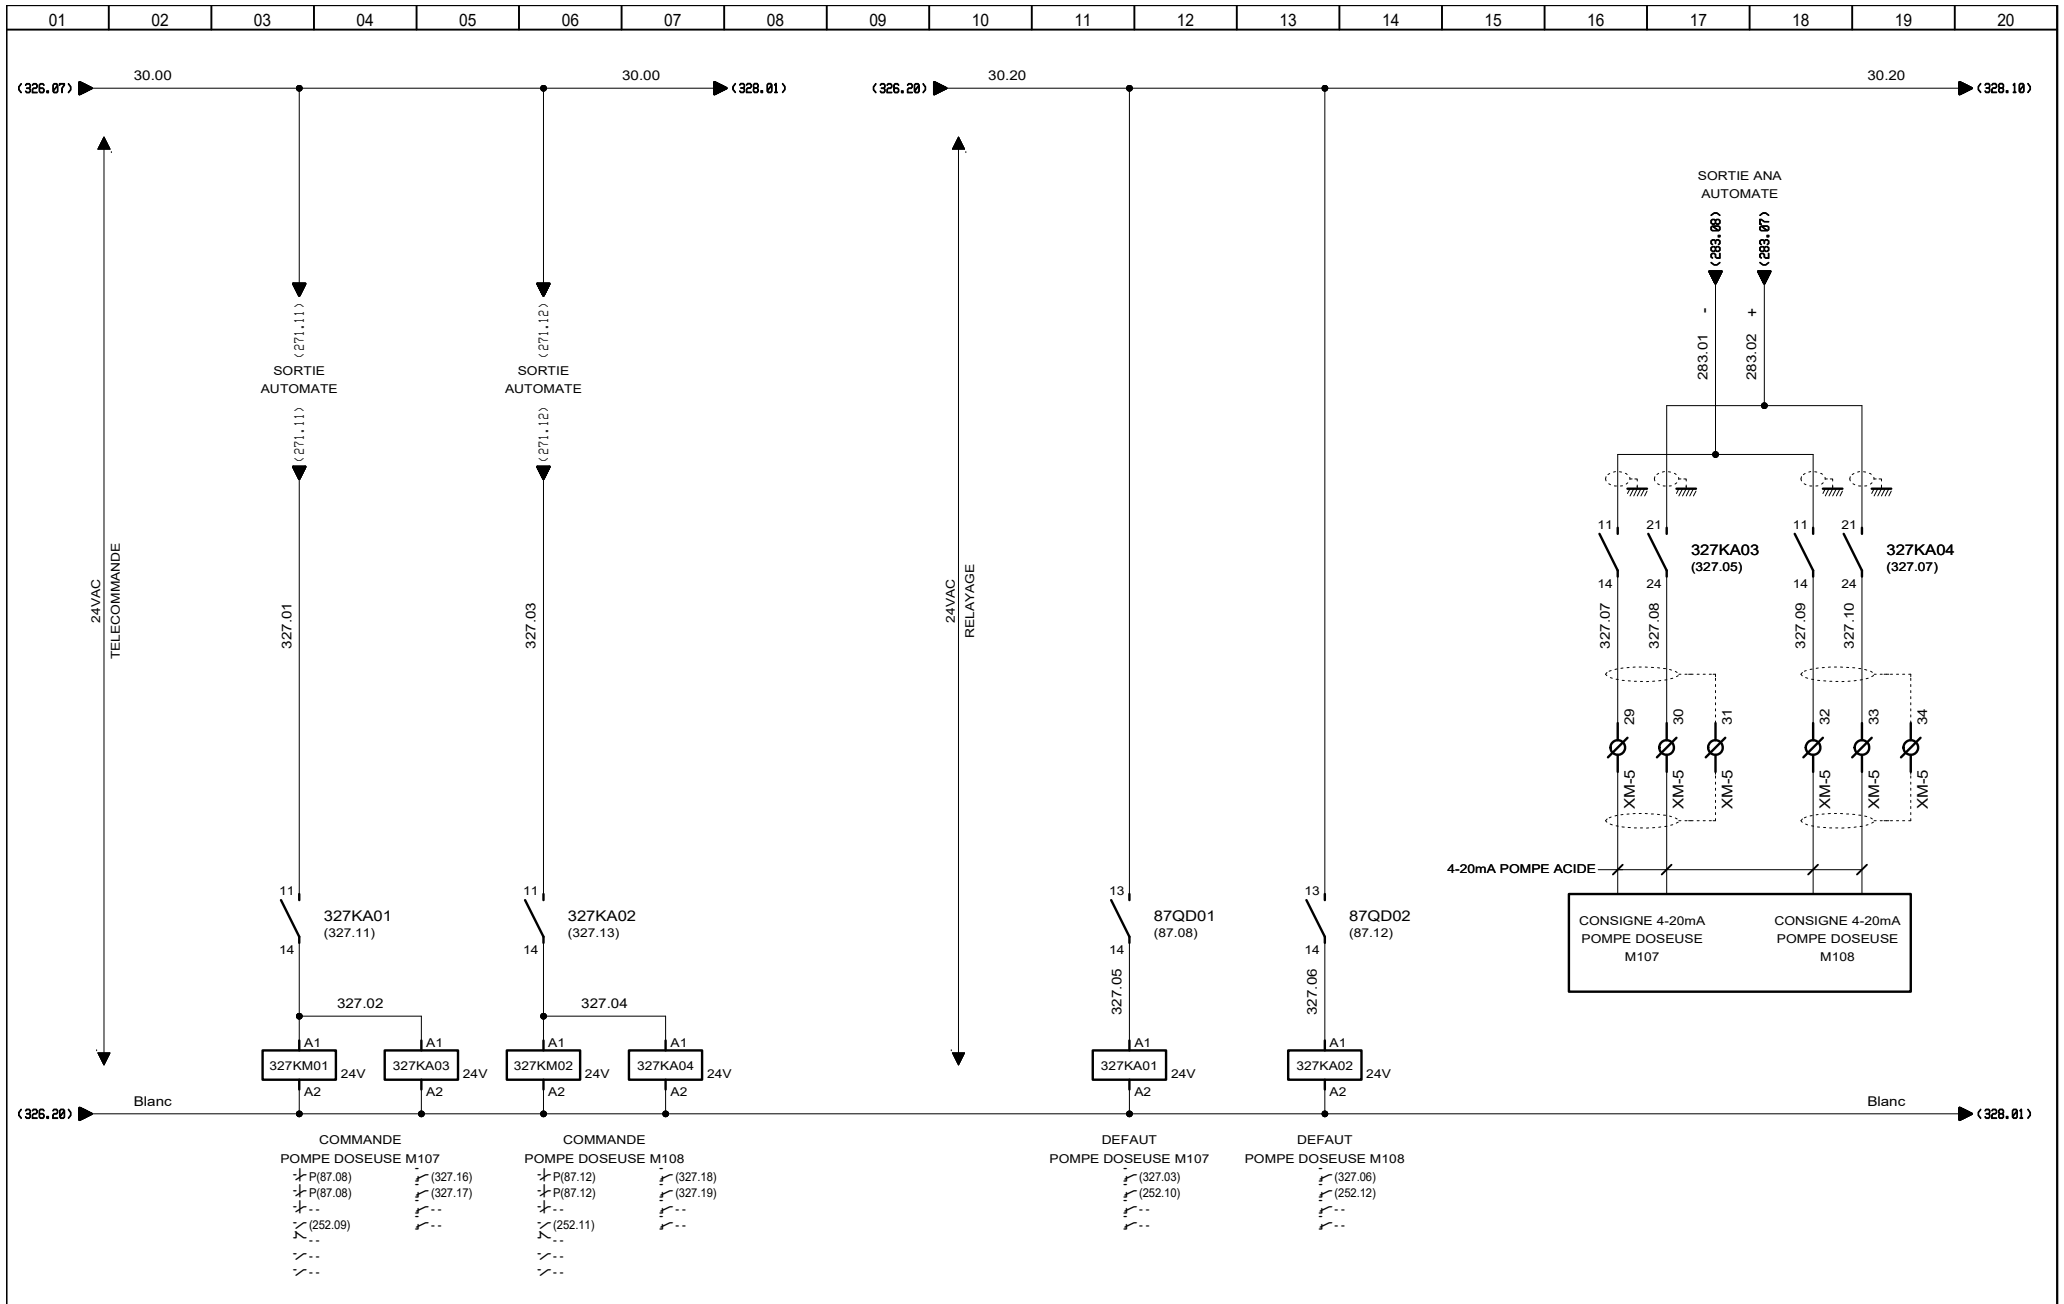 01 02 03 04 05 06 07 08 09 10 11 12 13 14 15 16 17 18 19 20
30.00 30.00 30.20 30.20
(326.07) (328.01) (326.20) (328.10)
SORTIE ANA
AUTOMATE
(283.08) (283.07)
- +
283.01 283.02
(271.11) (271.12)
SORTIE SORTIE
AUTOMATE AUTOMATE
(271.11) (271.12)
24VAC
TELECOMMANDE
327.01
327.03
24VAC
RELAYAGE
11 21 11 21
327KA03 327KA04
(327.05) (327.07)
14 24 14 24
327.07 327.08 327.09 327.10
29 30 31 32 33 34
XM-5 XM-5 XM-5 XM-5 XM-5 XM-5
4-20mA POMPE ACIDE
CONSIGNE 4-20mA CONSIGNE 4-20mA
POMPE DOSEUSE POMPE DOSEUSE
M107 M108
11 11 13 13
327KA01 327KA02 87QD01 87QD02
(327.11) (327.13) (87.08) (87.12)
14 14 14 14
327.02 327.04 327.05 327.06
A1 A1 A1 A1 A1 A1
327KM01 24V 327KA03 24V 327KM02 24V 327KA04 24V 327KA01 24V 327KA02 24V
A2 A2 A2 A2 A2 A2
Blanc Blanc
(326.20) (328.01)
COMMANDE COMMANDE DEFAUT DEFAUT
POMPE DOSEUSE M107 POMPE DOSEUSE M108 POMPE DOSEUSE M107 POMPE DOSEUSE M108
P(87.08) (327.16) P(87.12) (327.18) (327.03) (327.06)
P(87.08) (327.17) P(87.12) (327.19) (252.10) (252.12)
-- -- -- -- -- --
(252.09) -- (252.11) -- -- --
-- --
-- --
-- --